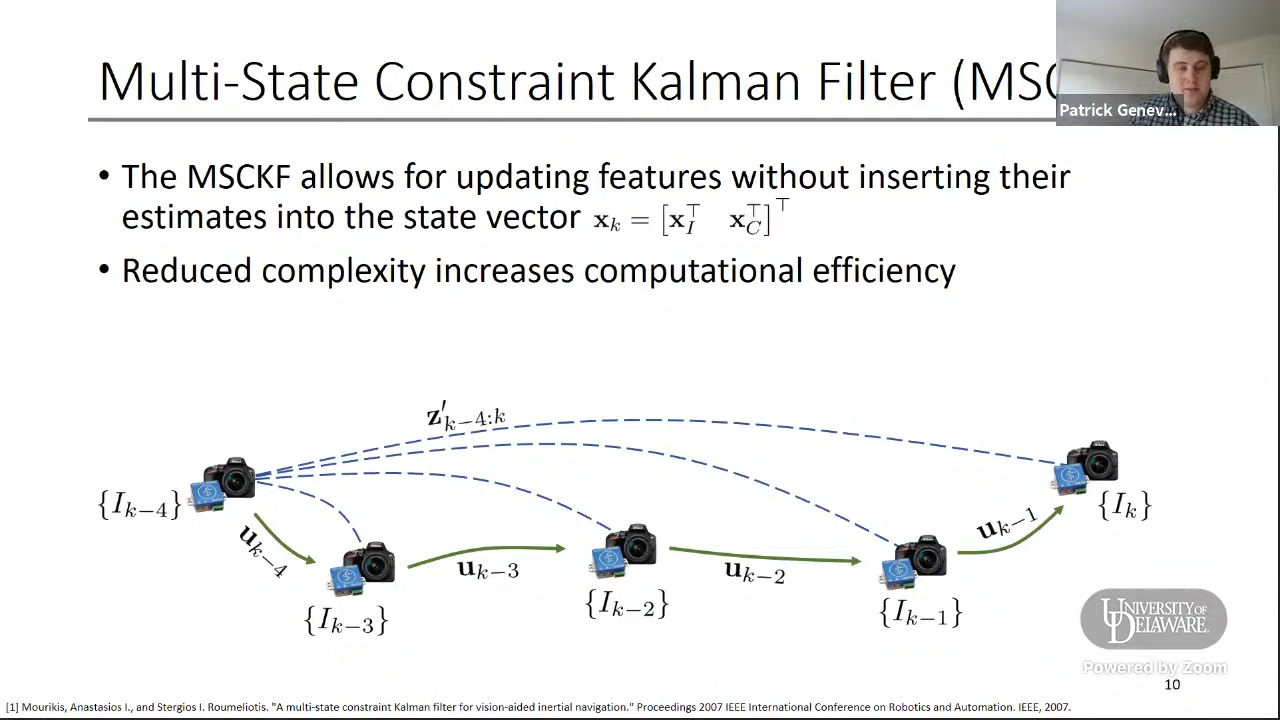 Multi-State Constraint Kalman Filter (MSC
Patrick Genev...
• The MSCKF allows for updating features without inserting their
estimates into the state vector x_k = [x_I^⊤ x_C^⊤]^⊤
• Reduced complexity increases computational efficiency
z'_{k−4:k}
{I_{k−4}}
{I_k}
u_{k−4}
u_{k−3}
u_{k−2}
u_{k−1}
{I_{k−3}}
{I_{k−2}}
{I_{k−1}}
UNIVERSITY OF
DELAWARE.
Powered by Zoom
10
[1] Mourikis, Anastasios I., and Stergios I. Roumeliotis. "A multi-state constraint Kalman filter for vision-aided inertial navigation." Proceedings 2007 IEEE International Conference on Robotics and Automation. IEEE, 2007.